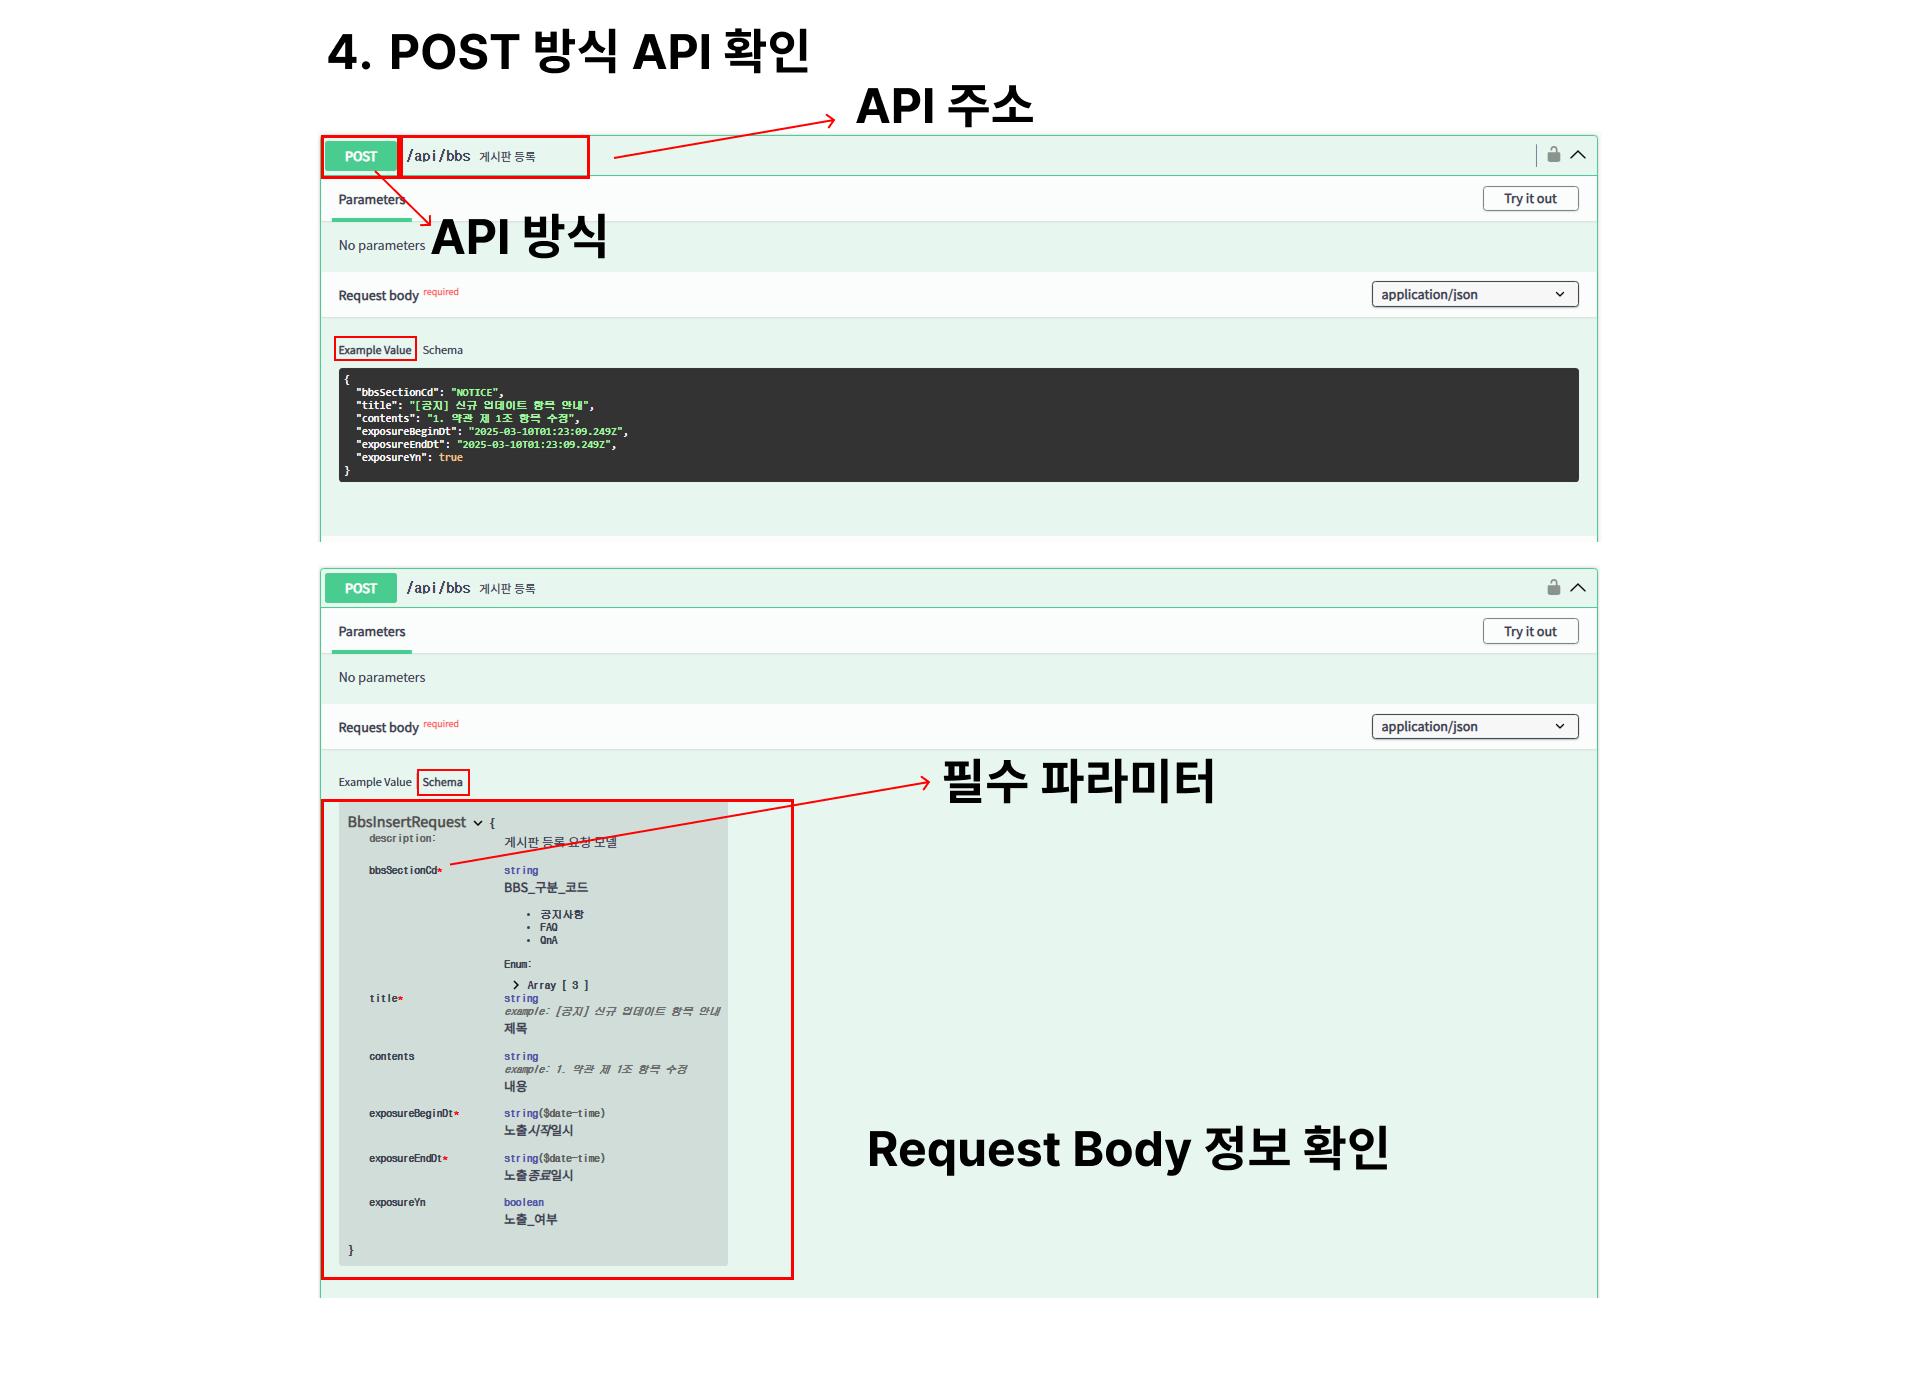 4. POST 방식 API 확인
API 주소
POST /api/bbs 게시판 등록
Parameters
Try it out
No parameters
API 방식
Request body required
application/json
Example Value Schema
{
"bbsSectionCd": "NOTICE",
"title": "[공지] 신규 업데이트 항목 안내",
"contents": "1. 약관 제 1조 항목 수정",
"exposureBeginDt": "2025-03-10T01:23:09.249Z",
"exposureEndDt": "2025-03-10T01:23:09.249Z",
"exposureYn": true
}
POST /api/bbs 게시판 등록
Parameters
Try it out
No parameters
Request body required
application/json
Example Value Schema
필수 파라미터
BbsInsertRequest {
description: 게시판 등록 요청 모델
bbsSectionCd* string
BBS_구분_코드
• 공지사항
• FAQ
• QnA
Enum:
Array [ 3 ]
title* string
example: [공지] 신규 업데이트 항목 안내
제목
contents string
example: 1. 약관 제 1조 항목 수정
내용
exposureBeginDt* string($date-time)
노출시작일시
exposureEndDt* string($date-time)
노출종료일시
exposureYn boolean
노출_여부
}
Request Body 정보 확인